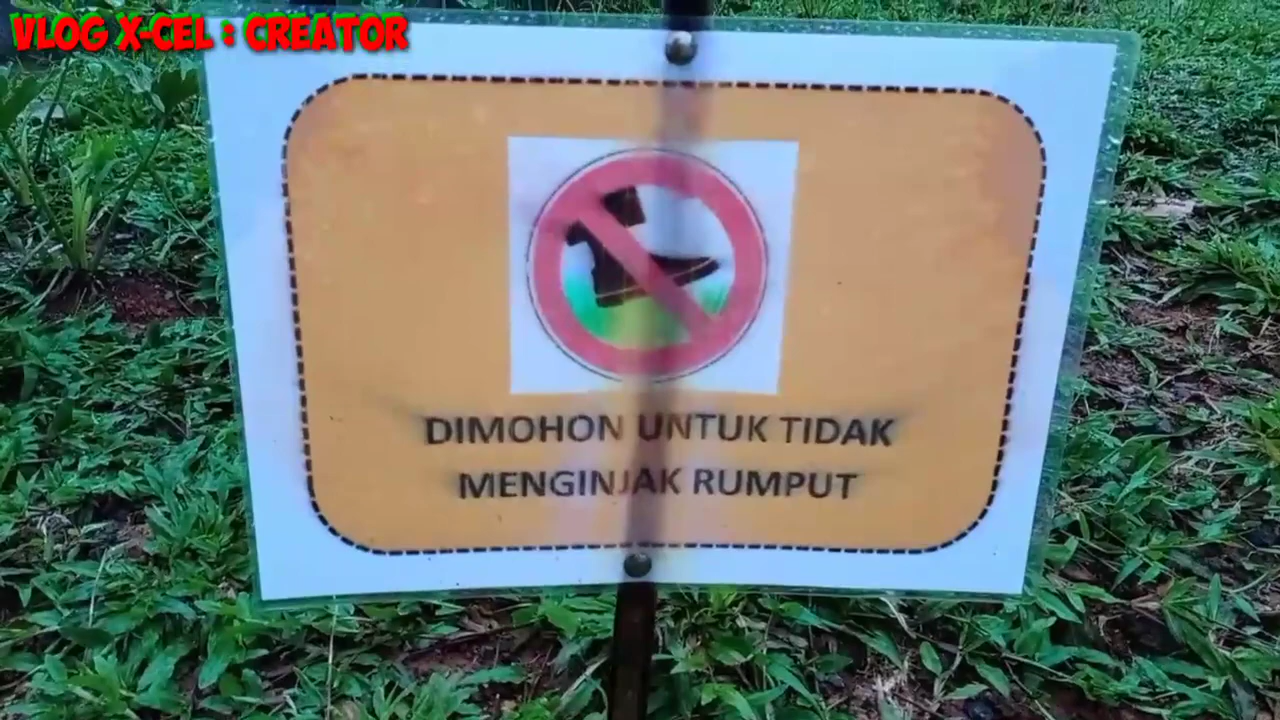 VLOG X-CEL : CREATOR
DIMOHON UNTUK TIDAK
MENGINJAK RUMPUT